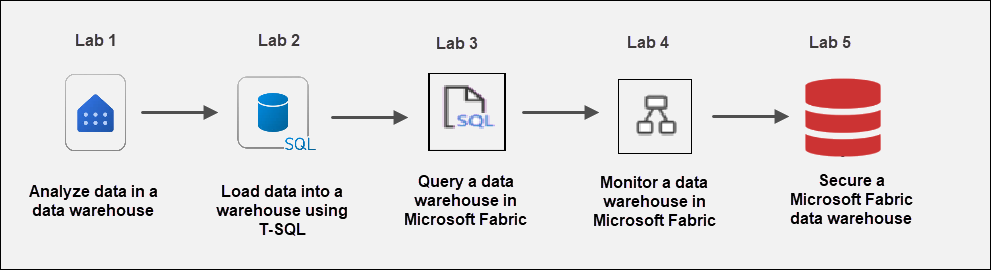 Lab 1
Lab 2
Lab 3
Lab 4
Lab 5
SQL
SQL
Analyze data in a
data warehouse
Load data into a
warehouse using
T-SQL
Query a data
warehouse in
Microsoft Fabric
Monitor a data
warehouse in
Microsoft Fabric
Secure a
Microsoft Fabric
data warehouse